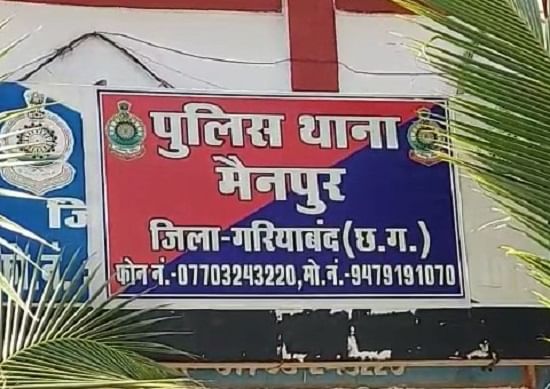 पुलिस थाना
मैनपुर
जिला-गरियाबंद(छ.ग.)
फोन नं.-07703243220,मो.नं.-9479191070